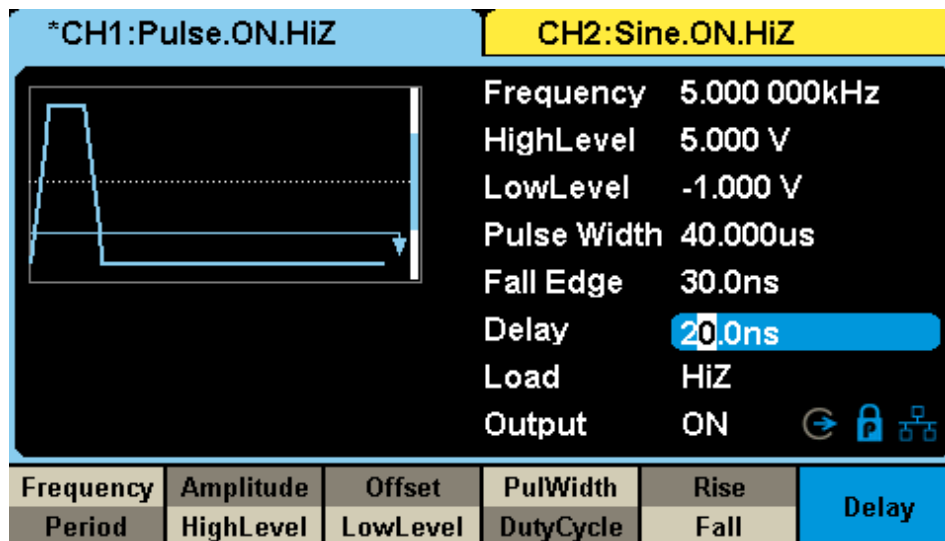 *CH1:Pulse.ON.HiZ
CH2:Sine.ON.HiZ
Frequency 5.000 000kHz
HighLevel 5.000 V
LowLevel -1.000 V
Pulse Width 40.000us
Fall Edge 30.0ns
Delay 20.0ns
Load HiZ
Output ON P
Frequency Amplitude Offset PulWidth Rise Delay
Period HighLevel LowLevel DutyCycle Fall